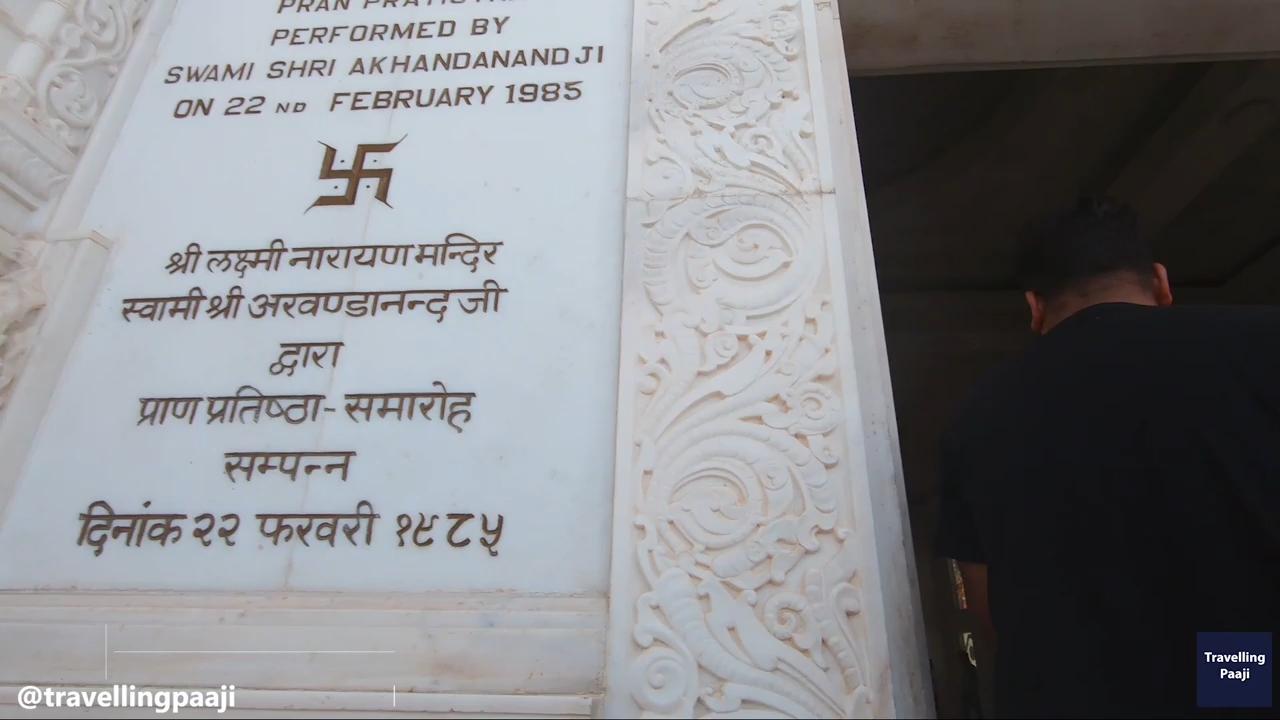 PRAN
PERFORMED BY
SWAMI SHRI AKHANDANANDJI
ON 22 ND FEBRUARY 1985
श्री लक्ष्मी नारायण मन्दिर
स्वामी श्री अखण्डानन्द जी
द्वारा
प्राण प्रतिष्ठा- समारोह
सम्पन्न
दिनांक २२ फरवरी १९८५
@travellingpaaji
Travelling
Paaji